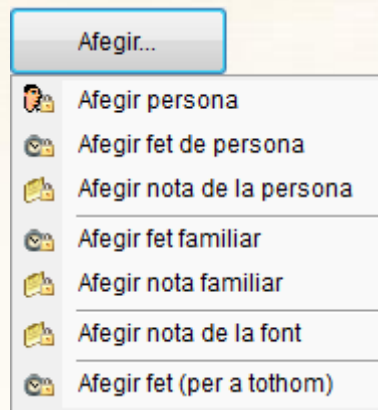 Afegir...
Afegir persona
Afegir fet de persona
Afegir nota de la persona
Afegir fet familiar
Afegir nota familiar
Afegir nota de la font
Afegir fet (per a tothom)